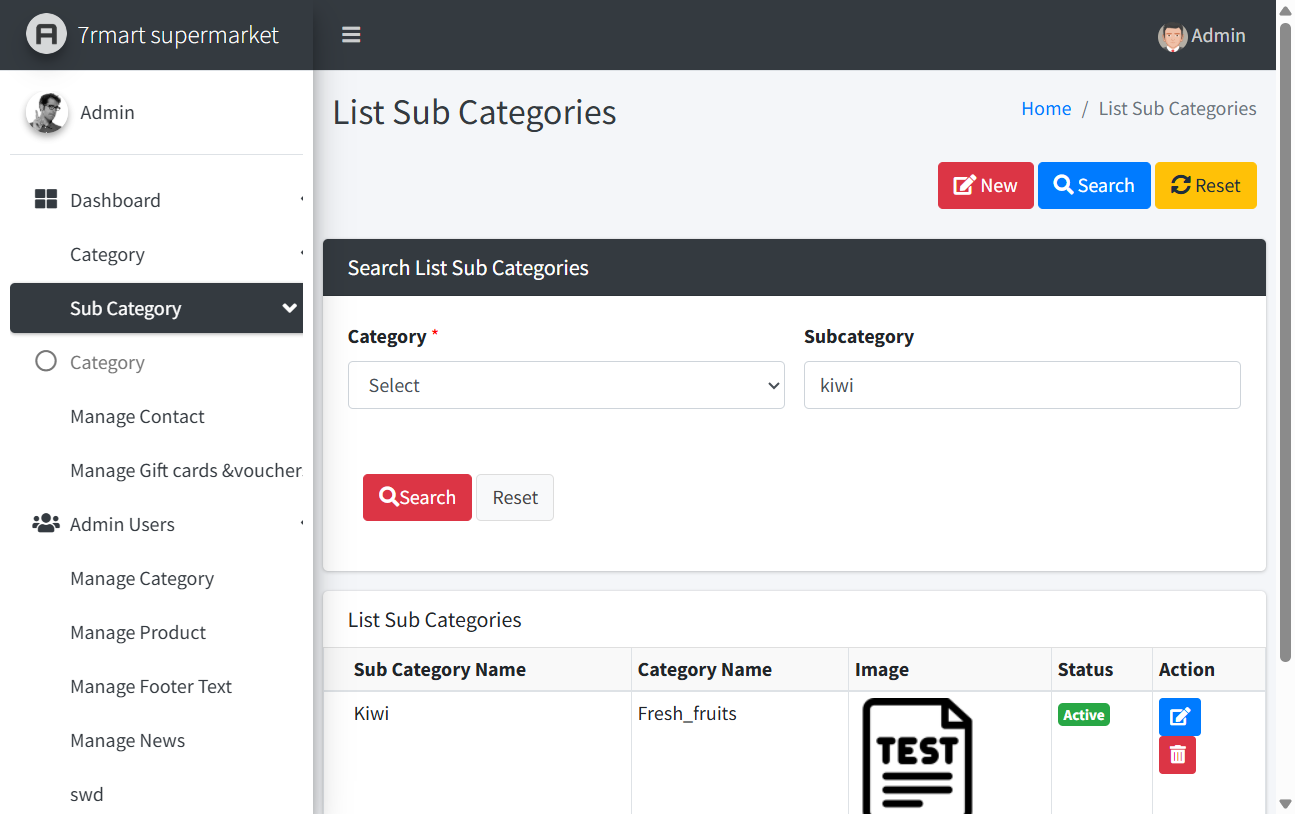 7rmart supermarket
Admin
Admin
List Sub Categories
Home / List Sub Categories
New
Search
Reset
Dashboard
Category
Sub Category
Category
Manage Contact
Manage Gift cards &voucher
Admin Users
Manage Category
Manage Product
Manage Footer Text
Manage News
swd
Search List Sub Categories
Category *
Subcategory
Select
kiwi
Search
Reset
List Sub Categories
Sub Category Name Category Name Image Status Action
Kiwi Fresh_fruits TEST Active